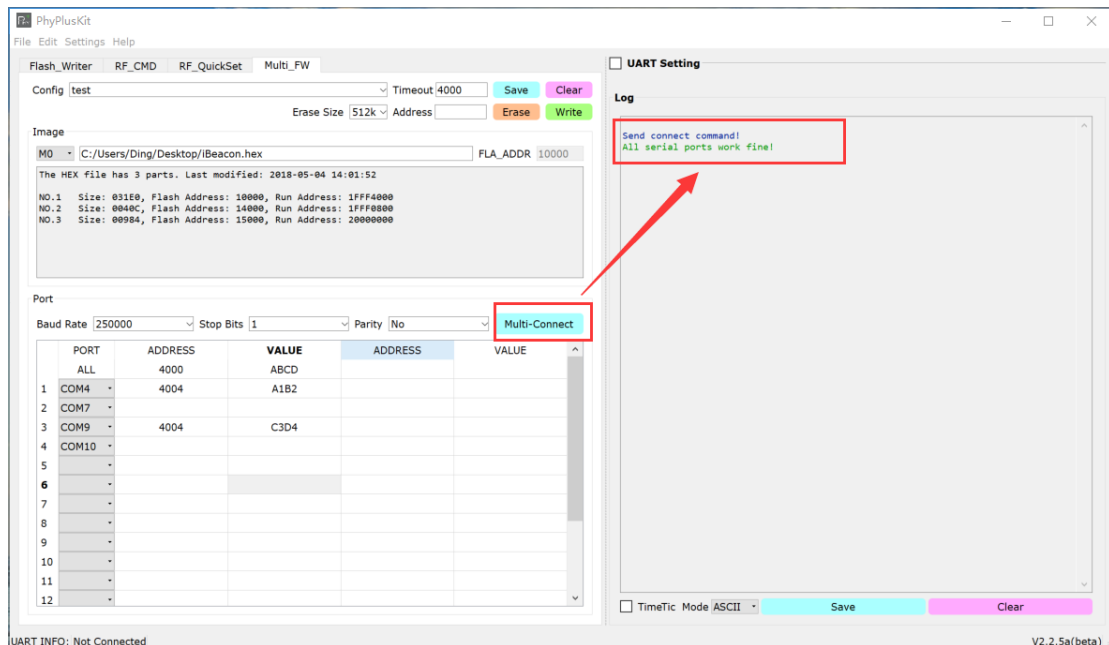 PhyPlusKit
File Edit Settings Help
Flash_Writer RF_CMD RF_QuickSet Multi_FW
Config test Timeout 4000 Save Clear
Erase Size 512k Address Erase Write
Image
M0 C:/Users/Ding/Desktop/iBeacon.hex FLA_ADDR 10000
The HEX file has 3 parts. Last modified: 2018-05-04 14:01:52
NO.1 Size: 031E0, Flash Address: 10000, Run Address: 1FFF4000
NO.2 Size: 0040C, Flash Address: 14000, Run Address: 1FFF0800
NO.3 Size: 00984, Flash Address: 15000, Run Address: 20000000
Port
Baud Rate 250000 Stop Bits 1 Parity No Multi-Connect
PORT ADDRESS VALUE ADDRESS VALUE
ALL 4000 ABCD
1 COM4 4004 A1B2
2 COM7
3 COM9 4004 C3D4
4 COM10
5
6
7
8
9
10
11
12
UART Setting
Log
Send connect command!
All serial ports work fine!
TimeTic Mode ASCII Save Clear
UART INFO: Not Connected V2.2.5a(beta)